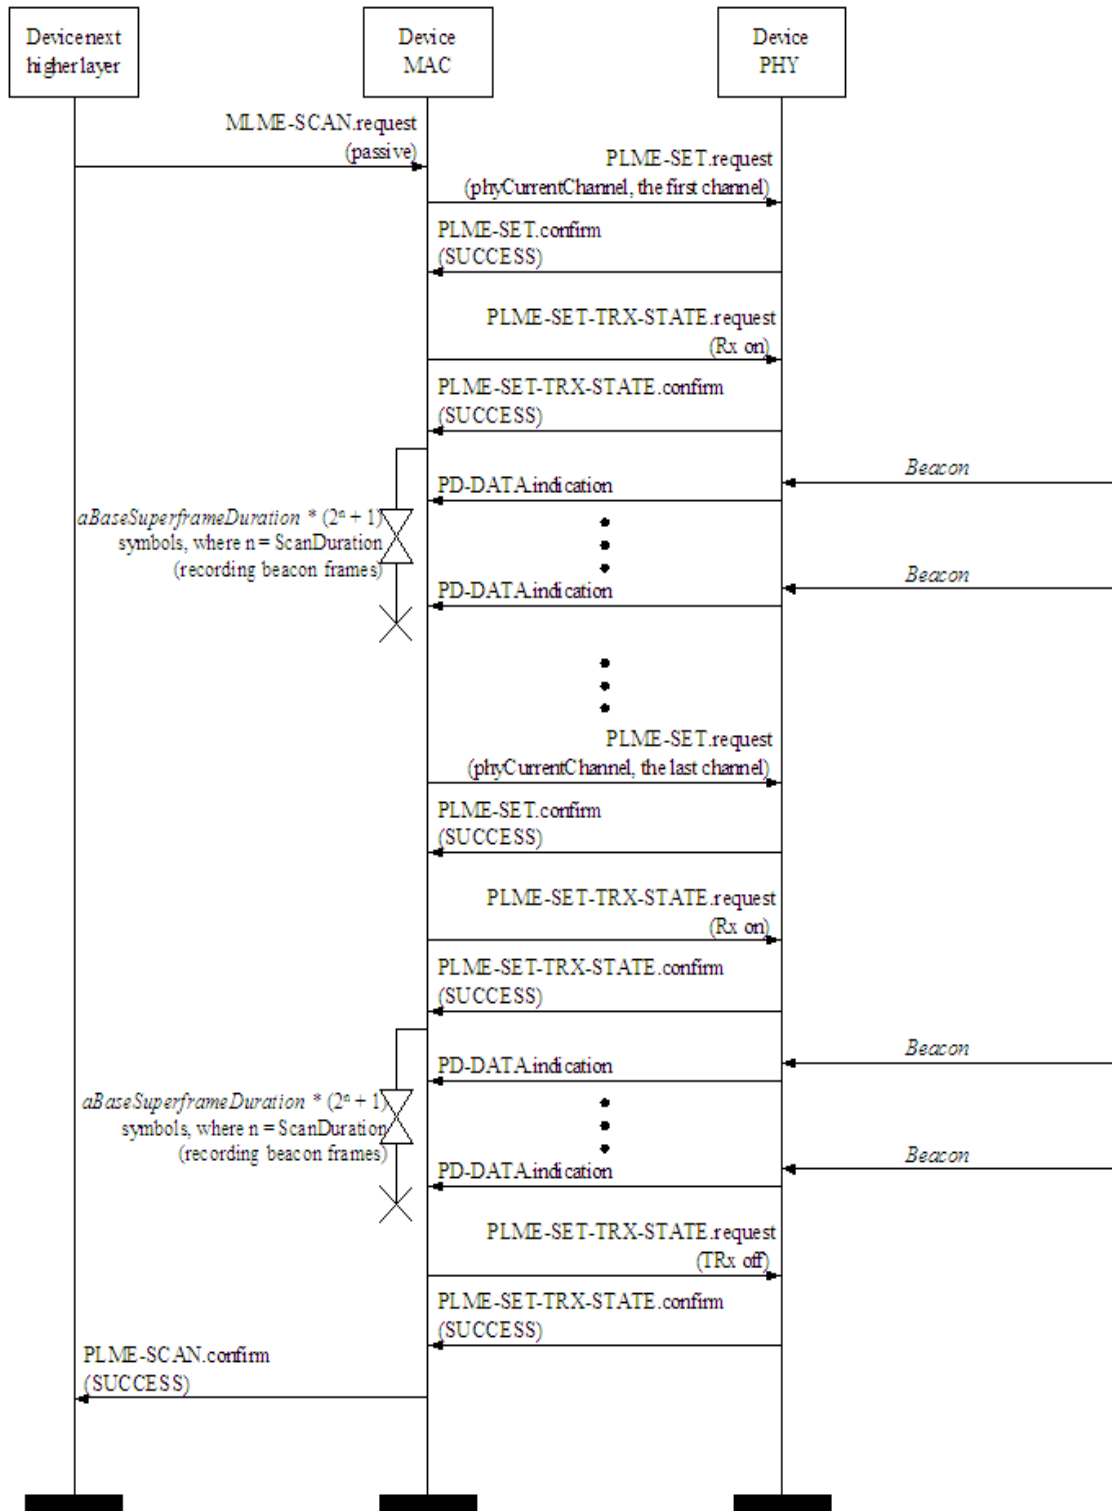 Device next
higher layer
Device
MAC
Device
PHY
MLME-SCAN.request
(passive)
PLME-SET.request
(phyCurrentChannel, the first channel)
PLME-SET.confirm
(SUCCESS)
PLME-SET-TRX-STATE.request
(Rx on)
PLME-SET-TRX-STATE.confirm
(SUCCESS)
Beacon
PD-DATA.indication
aBaseSuperframeDuration * (2ⁿ + 1)
symbols, where n = ScanDuration
(recording beacon frames)
Beacon
PD-DATA.indication
PLME-SET.request
(phyCurrentChannel, the last channel)
PLME-SET.confirm
(SUCCESS)
PLME-SET-TRX-STATE.request
(Rx on)
PLME-SET-TRX-STATE.confirm
(SUCCESS)
Beacon
PD-DATA.indication
aBaseSuperframeDuration * (2ⁿ + 1)
symbols, where n = ScanDuration
(recording beacon frames)
Beacon
PD-DATA.indication
PLME-SET-TRX-STATE.request
(TRx off)
PLME-SET-TRX-STATE.confirm
(SUCCESS)
PLME-SCAN.confirm
(SUCCESS)